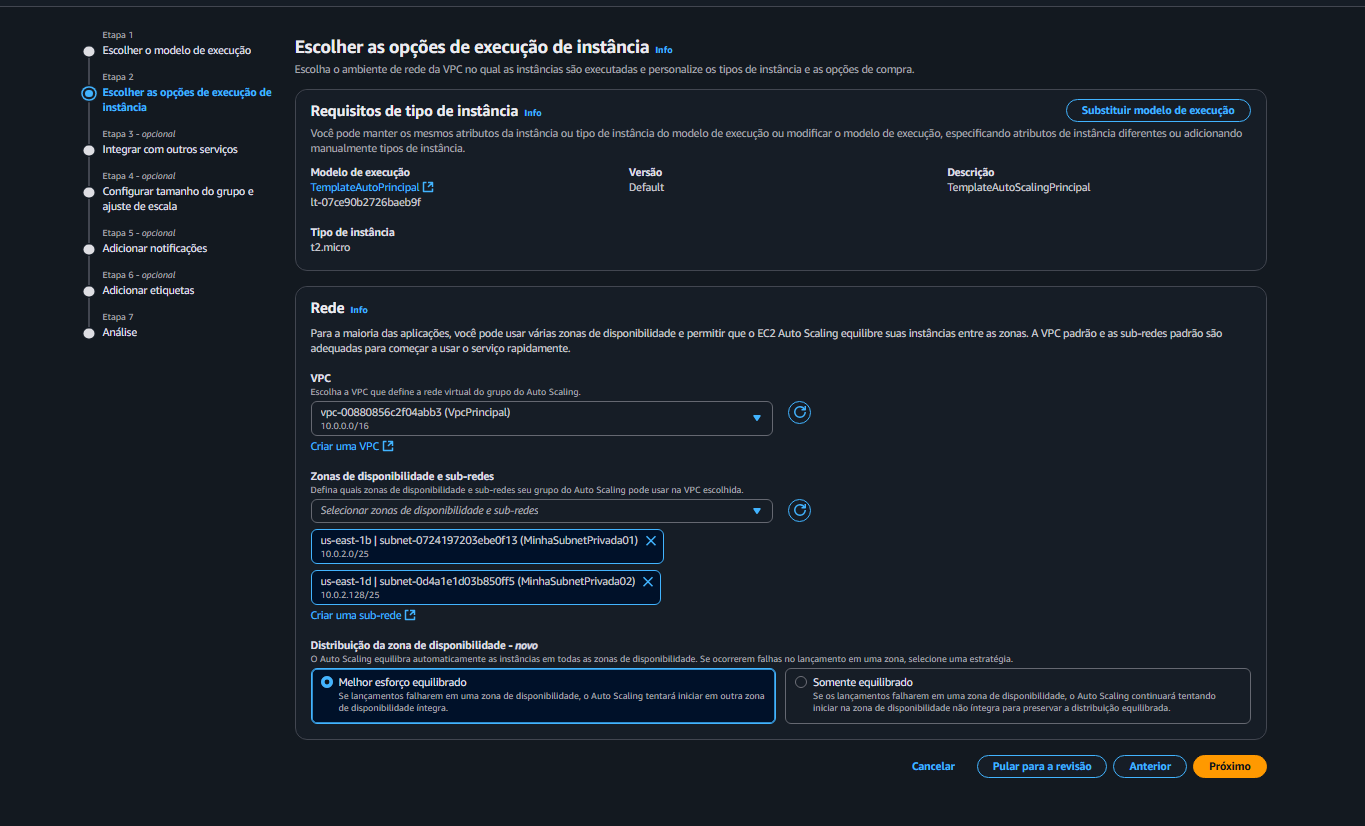 Etapa 1
Escolher o modelo de execução
Etapa 2
Escolher as opções de execução de
instância
Etapa 3 - opcional
Integrar com outros serviços
Etapa 4 - opcional
Configurar tamanho do grupo e
ajuste de escala
Etapa 5 - opcional
Adicionar notificações
Etapa 6 - opcional
Adicionar etiquetas
Etapa 7
Análise
Escolher as opções de execução de instância Info
Escolha o ambiente de rede da VPC no qual as instâncias são executadas e personalize os tipos de instância e as opções de compra.
Requisitos de tipo de instância Info
Substituir modelo de execução
Você pode manter os mesmos atributos da instância ou tipo de instância do modelo de execução ou modificar o modelo de execução, especificando atributos de instância diferentes ou adicionando
manualmente tipos de instância.
Modelo de execução
TemplateAutoPrincipal
lt-07ce90b2726baeb9f
Versão
Default
Descrição
TemplateAutoScalingPrincipal
Tipo de instância
t2.micro
Rede Info
Para a maioria das aplicações, você pode usar várias zonas de disponibilidade e permitir que o EC2 Auto Scaling equilibre suas instâncias entre as zonas. A VPC padrão e as sub-redes padrão são
adequadas para começar a usar o serviço rapidamente.
VPC
Escolha a VPC que define a rede virtual do grupo do Auto Scaling.
vpc-00880856c2f04abb3 (VpcPrincipal)
10.0.0.0/16
Criar uma VPC
Zonas de disponibilidade e sub-redes
Defina quais zonas de disponibilidade e sub-redes seu grupo do Auto Scaling pode usar na VPC escolhida.
Selecionar zonas de disponibilidade e sub-redes
us-east-1b | subnet-0724197203ebe0f13 (MinhaSubnetPrivada01)
10.0.2.0/25
us-east-1d | subnet-0d4a1e1d03b850ff5 (MinhaSubnetPrivada02)
10.0.2.128/25
Criar uma sub-rede
Distribuição da zona de disponibilidade - novo
O Auto Scaling equilibra automaticamente as instâncias em todas as zonas de disponibilidade. Se ocorrerem falhas no lançamento em uma zona, selecione uma estratégia.
Melhor esforço equilibrado
Se lançamentos falharem em uma zona de disponibilidade, o Auto Scaling tentará iniciar em outra zona
de disponibilidade íntegra.
Somente equilibrado
Se os lançamentos falharem em uma zona de disponibilidade, o Auto Scaling continuará tentando
iniciar na zona de disponibilidade não íntegra para preservar a distribuição equilibrada.
Cancelar
Pular para a revisão
Anterior
Próximo